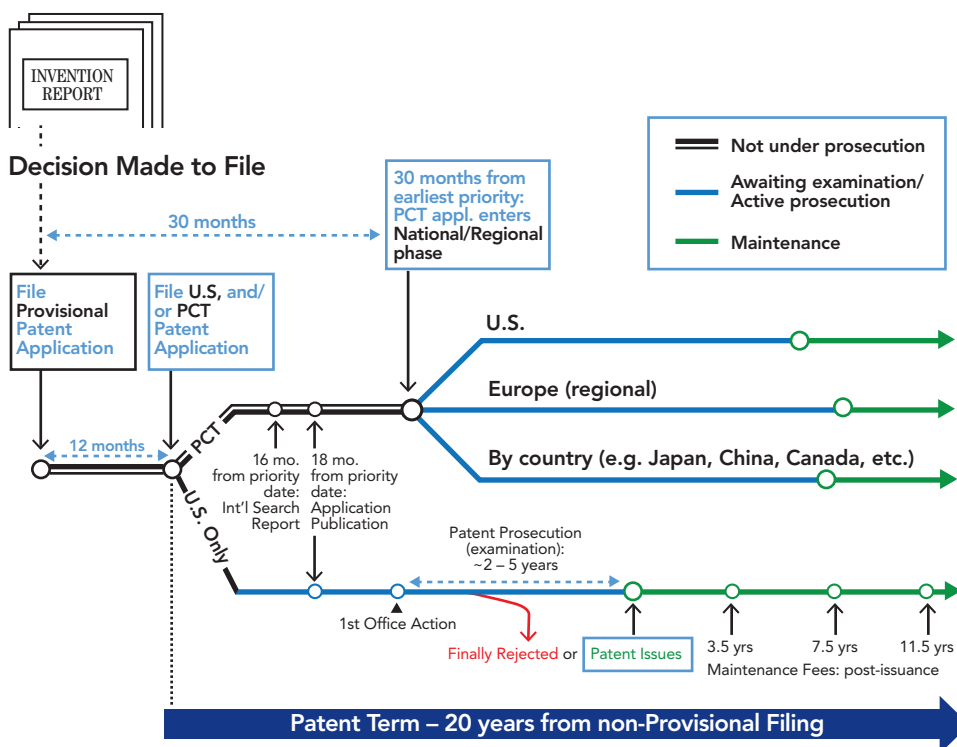 INVENTION
REPORT
Decision Made to File
30 months
30 months from
earliest priority:
PCT appl. enters
National/Regional
phase
Not under prosecution
Awaiting examination/
Active prosecution
Maintenance
File
Provisional
Patent
Application
File U.S, and/
or PCT
Patent
Application
12 months
PCT
U.S. Only
U.S.
Europe (regional)
By country (e.g. Japan, China, Canada, etc.)
16 mo.
from priority
date:
Int'l Search
Report
18 mo.
from priority
date:
Application
Publication
Patent Prosecution
(examination):
~2 – 5 years
1st Office Action
Finally Rejected or
Patent Issues
3.5 yrs
7.5 yrs
11.5 yrs
Maintenance Fees: post-issuance
Patent Term – 20 years from non-Provisional Filing